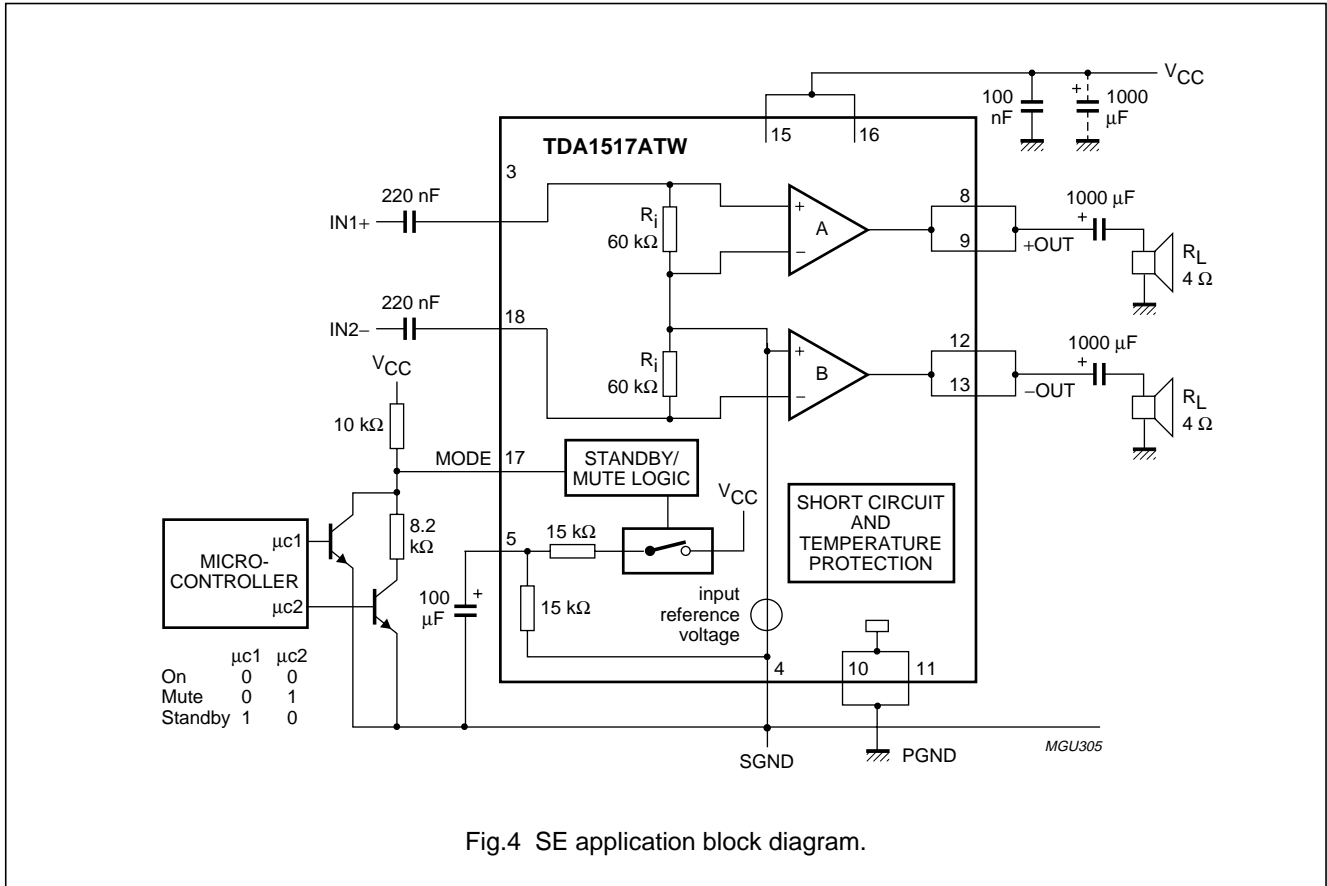 VCC
100
nF
+
1000
μF
15
16
TDA1517ATW
3
220 nF
IN1+
Ri
60 kΩ
+
A
−
8
9
+OUT
1000 μF
+
RL
4 Ω
220 nF
IN2−
18
Ri
60 kΩ
+
B
−
12
13
−OUT
1000 μF
+
RL
4 Ω
VCC
10 kΩ
MODE
17
STANDBY/
MUTE LOGIC
VCC
SHORT CIRCUIT
AND
TEMPERATURE
PROTECTION
MICRO-
CONTROLLER
μc1
μc2
8.2
kΩ
5
15 kΩ
100
μF
+
15 kΩ
input
reference
voltage
4
10
11
μc1 μc2
On 0 0
Mute 0 1
Standby 1 0
SGND
PGND
MGU305
Fig.4 SE application block diagram.